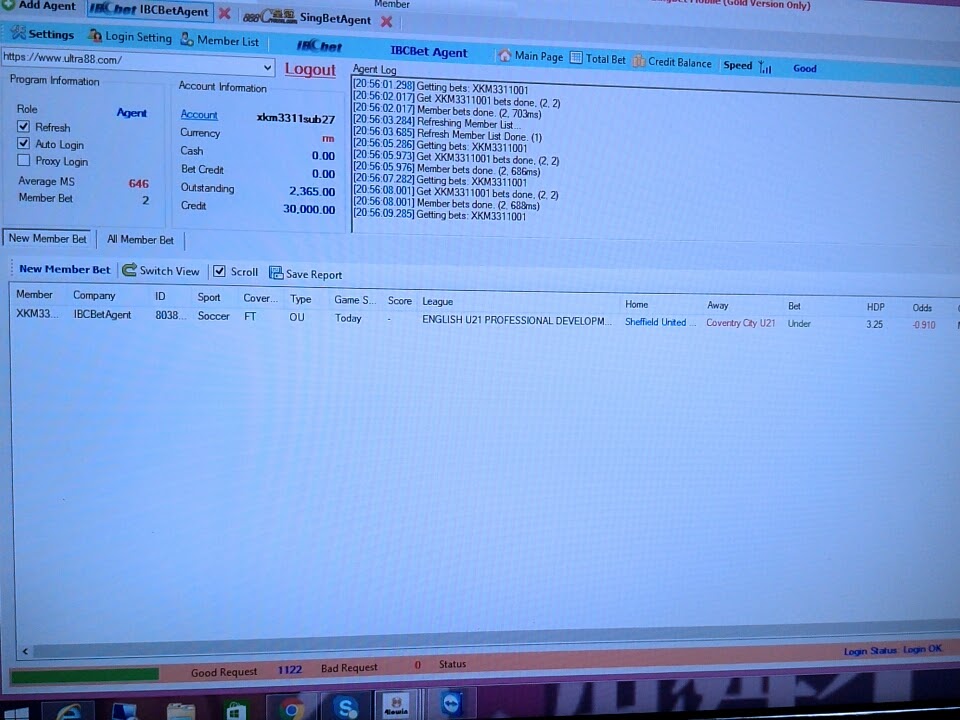 Member
Add Agent IBCbet IBCBetAgent SingBetAgent
(Gold Version Only)
Settings Login Setting Member List IBCbet IBCBet Agent Main Page Total Bet Credit Balance Speed Good
https://www.ultra88.com/ Logout
Program Information
Role Agent
Refresh
Auto Login
Proxy Login
Average MS 646
Member Bet 2
Account Information
Account xkm3311sub27
Currency rm
Cash 0.00
Bet Credit 0.00
Outstanding 2,365.00
Credit 30,000.00
Agent Log
[20:56:01.298] Getting bets: XKM3311001
[20:56:02.017] Get XKM3311001 bets done, (2, 2)
[20:56:02.017] Member bets done. (2, 703ms)
[20:56:03.284] Refreshing Member List...
[20:56:03.685] Refresh Member List Done. (1)
[20:56:05.286] Getting bets: XKM3311001
[20:56:05.973] Get XKM3311001 bets done, (2, 2)
[20:56:05.976] Member bets done. (2, 686ms)
[20:56:07.282] Getting bets: XKM3311001
[20:56:08.001] Get XKM3311001 bets done, (2, 2)
[20:56:08.001] Member bets done. (2, 688ms)
[20:56:09.285] Getting bets: XKM3311001
New Member Bet All Member Bet
New Member Bet Switch View Scroll Save Report
Member Company ID Sport Cover... Type Game S... Score League Home Away Bet HDP Odds
XKM33... IBCBetAgent 8038... Soccer FT OU Today - ENGLISH U21 PROFESSIONAL DEVELOPM... Sheffield United ... Coventry City U21 Under 3.25 -0.910
Login Status: Login OK
Good Request 1122 Bad Request 0 Status